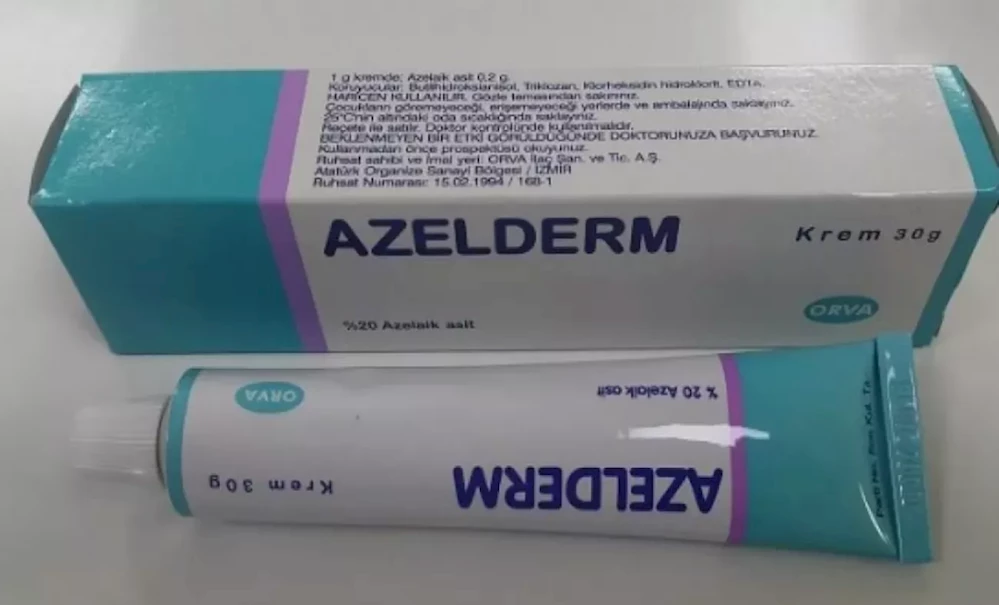 1 g kremde; Azelaik asit 0.2 g.
Koruyucular: Butilhidroksianisol, Triklozan, Klorheksidin hidroklorit, EDTA.
HARİCEN KULLANILIR. Gözle temasından sakınınız.
Çocukların göremeyeceği, erişemeyeceği yerlerde ve ambalajında saklayınız.
25°C'nin altındaki oda sıcaklığında saklayınız.
Reçete ile satılır. Doktor kontrolünde kullanılmalıdır.
BEKLENMEYEN BİR ETKİ GÖRÜLDÜĞÜNDE DOKTORUNUZA BAŞVURUNUZ.
Kullanmadan önce prospektüsü okuyunuz.
Ruhsat sahibi ve İmal yeri: ORVA İlaç San. ve Tic. A.Ş.
Atatürk Organize Sanayi Bölgesi / İZMİR
Ruhsat Numarası: 15.02.1994 / 168-1
AZELDERM
Krem 30g
%20 Azelaik asit
ORVA
AZELDERM
Krem 30g
% 20 Azelaik asit
ORVA